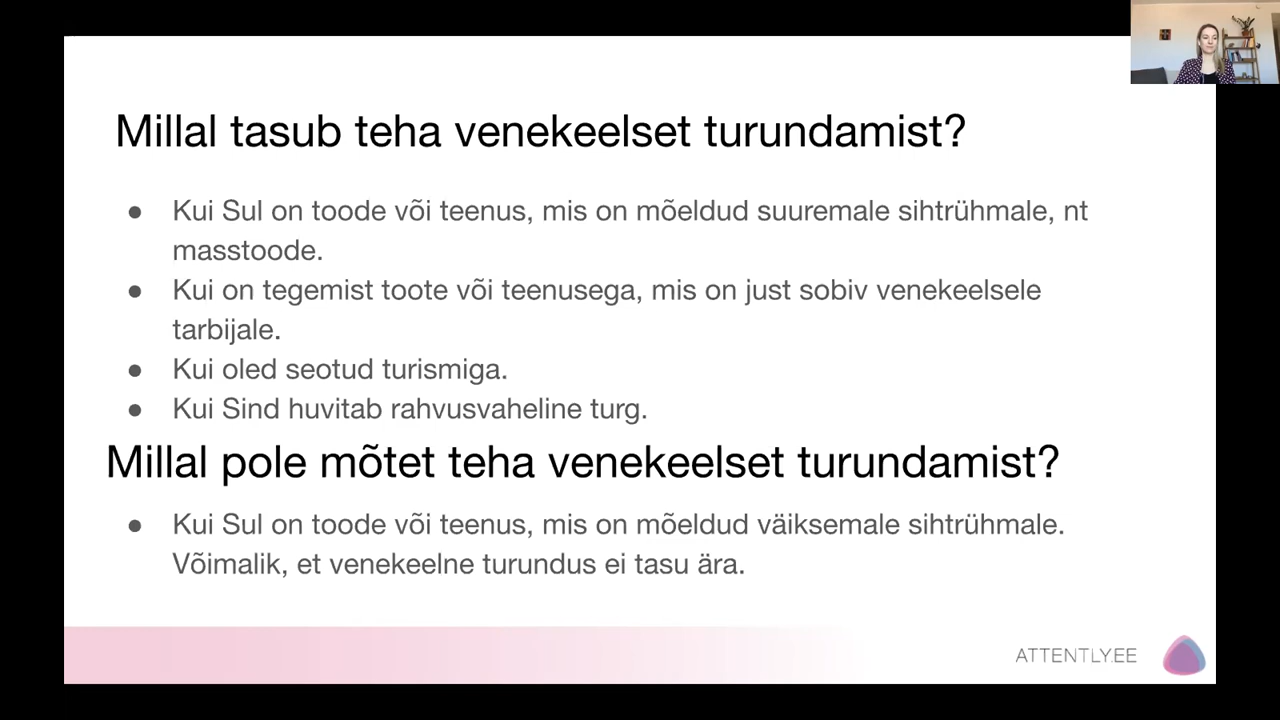 Millal tasub teha venekeelset turundamist?
● Kui Sul on toode või teenus, mis on mõeldud suuremale sihtrühmale, nt
masstoode.
● Kui on tegemist toote või teenusega, mis on just sobiv venekeelsele
tarbijale.
● Kui oled seotud turismiga.
● Kui Sind huvitab rahvusvaheline turg.
Millal pole mõtet teha venekeelset turundamist?
● Kui Sul on toode või teenus, mis on mõeldud väiksemale sihtrühmale.
Võimalik, et venekeelne turundus ei tasu ära.
ATTENTLY.EE